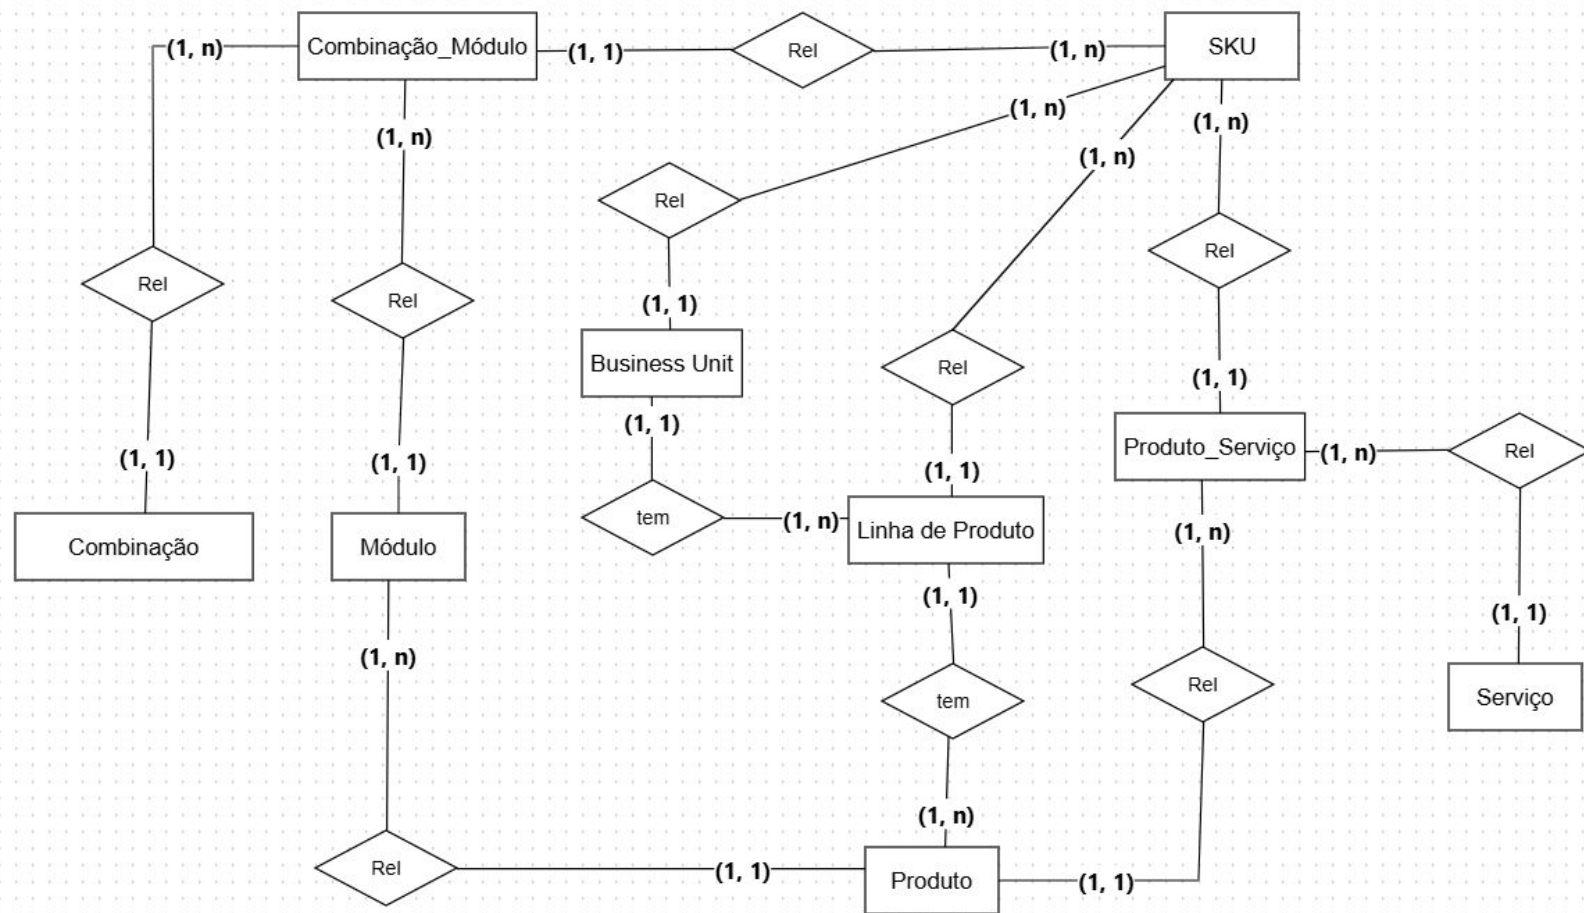 (1, n)
Combinação_Módulo
(1, 1)
Rel
(1, n)
SKU
(1, n)
(1, n)
(1, n)
(1, n)
Rel
Rel
Rel
Rel
(1, 1)
Business Unit
Rel
(1, 1)
(1, 1)
Produto_Serviço
(1, n)
Rel
(1, 1)
(1, 1)
(1, 1)
tem
(1, n)
Linha de Produto
(1, n)
Combinação
Módulo
(1, 1)
(1, 1)
(1, n)
Rel
tem
Serviço
(1, n)
Rel
(1, 1)
Produto
(1, 1)